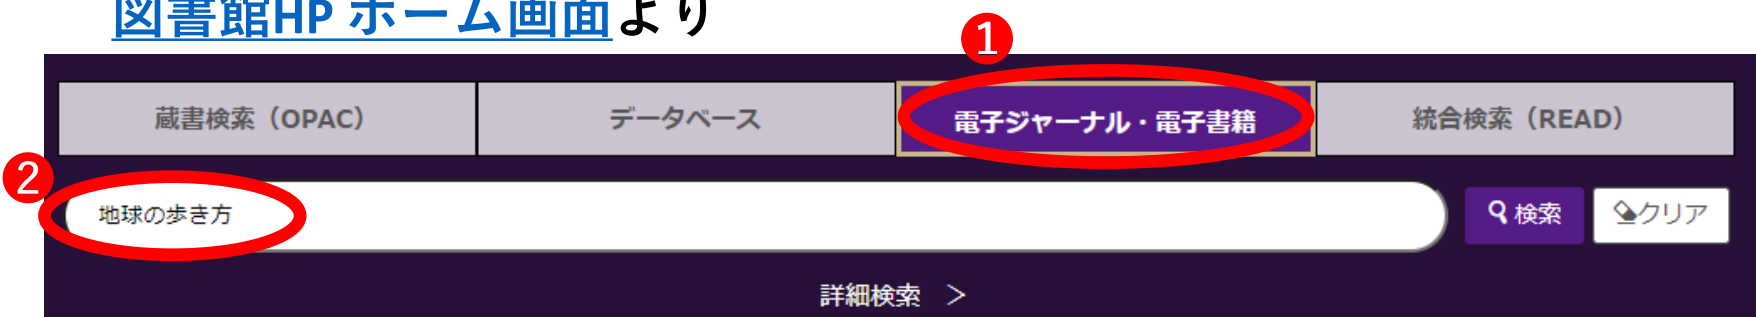 図書館HP ホーム画面より
1
蔵書検索（OPAC） データベース 電子ジャーナル・電子書籍 統合検索（READ）
2
地球の歩き方 検索 クリア
詳細検索 ＞